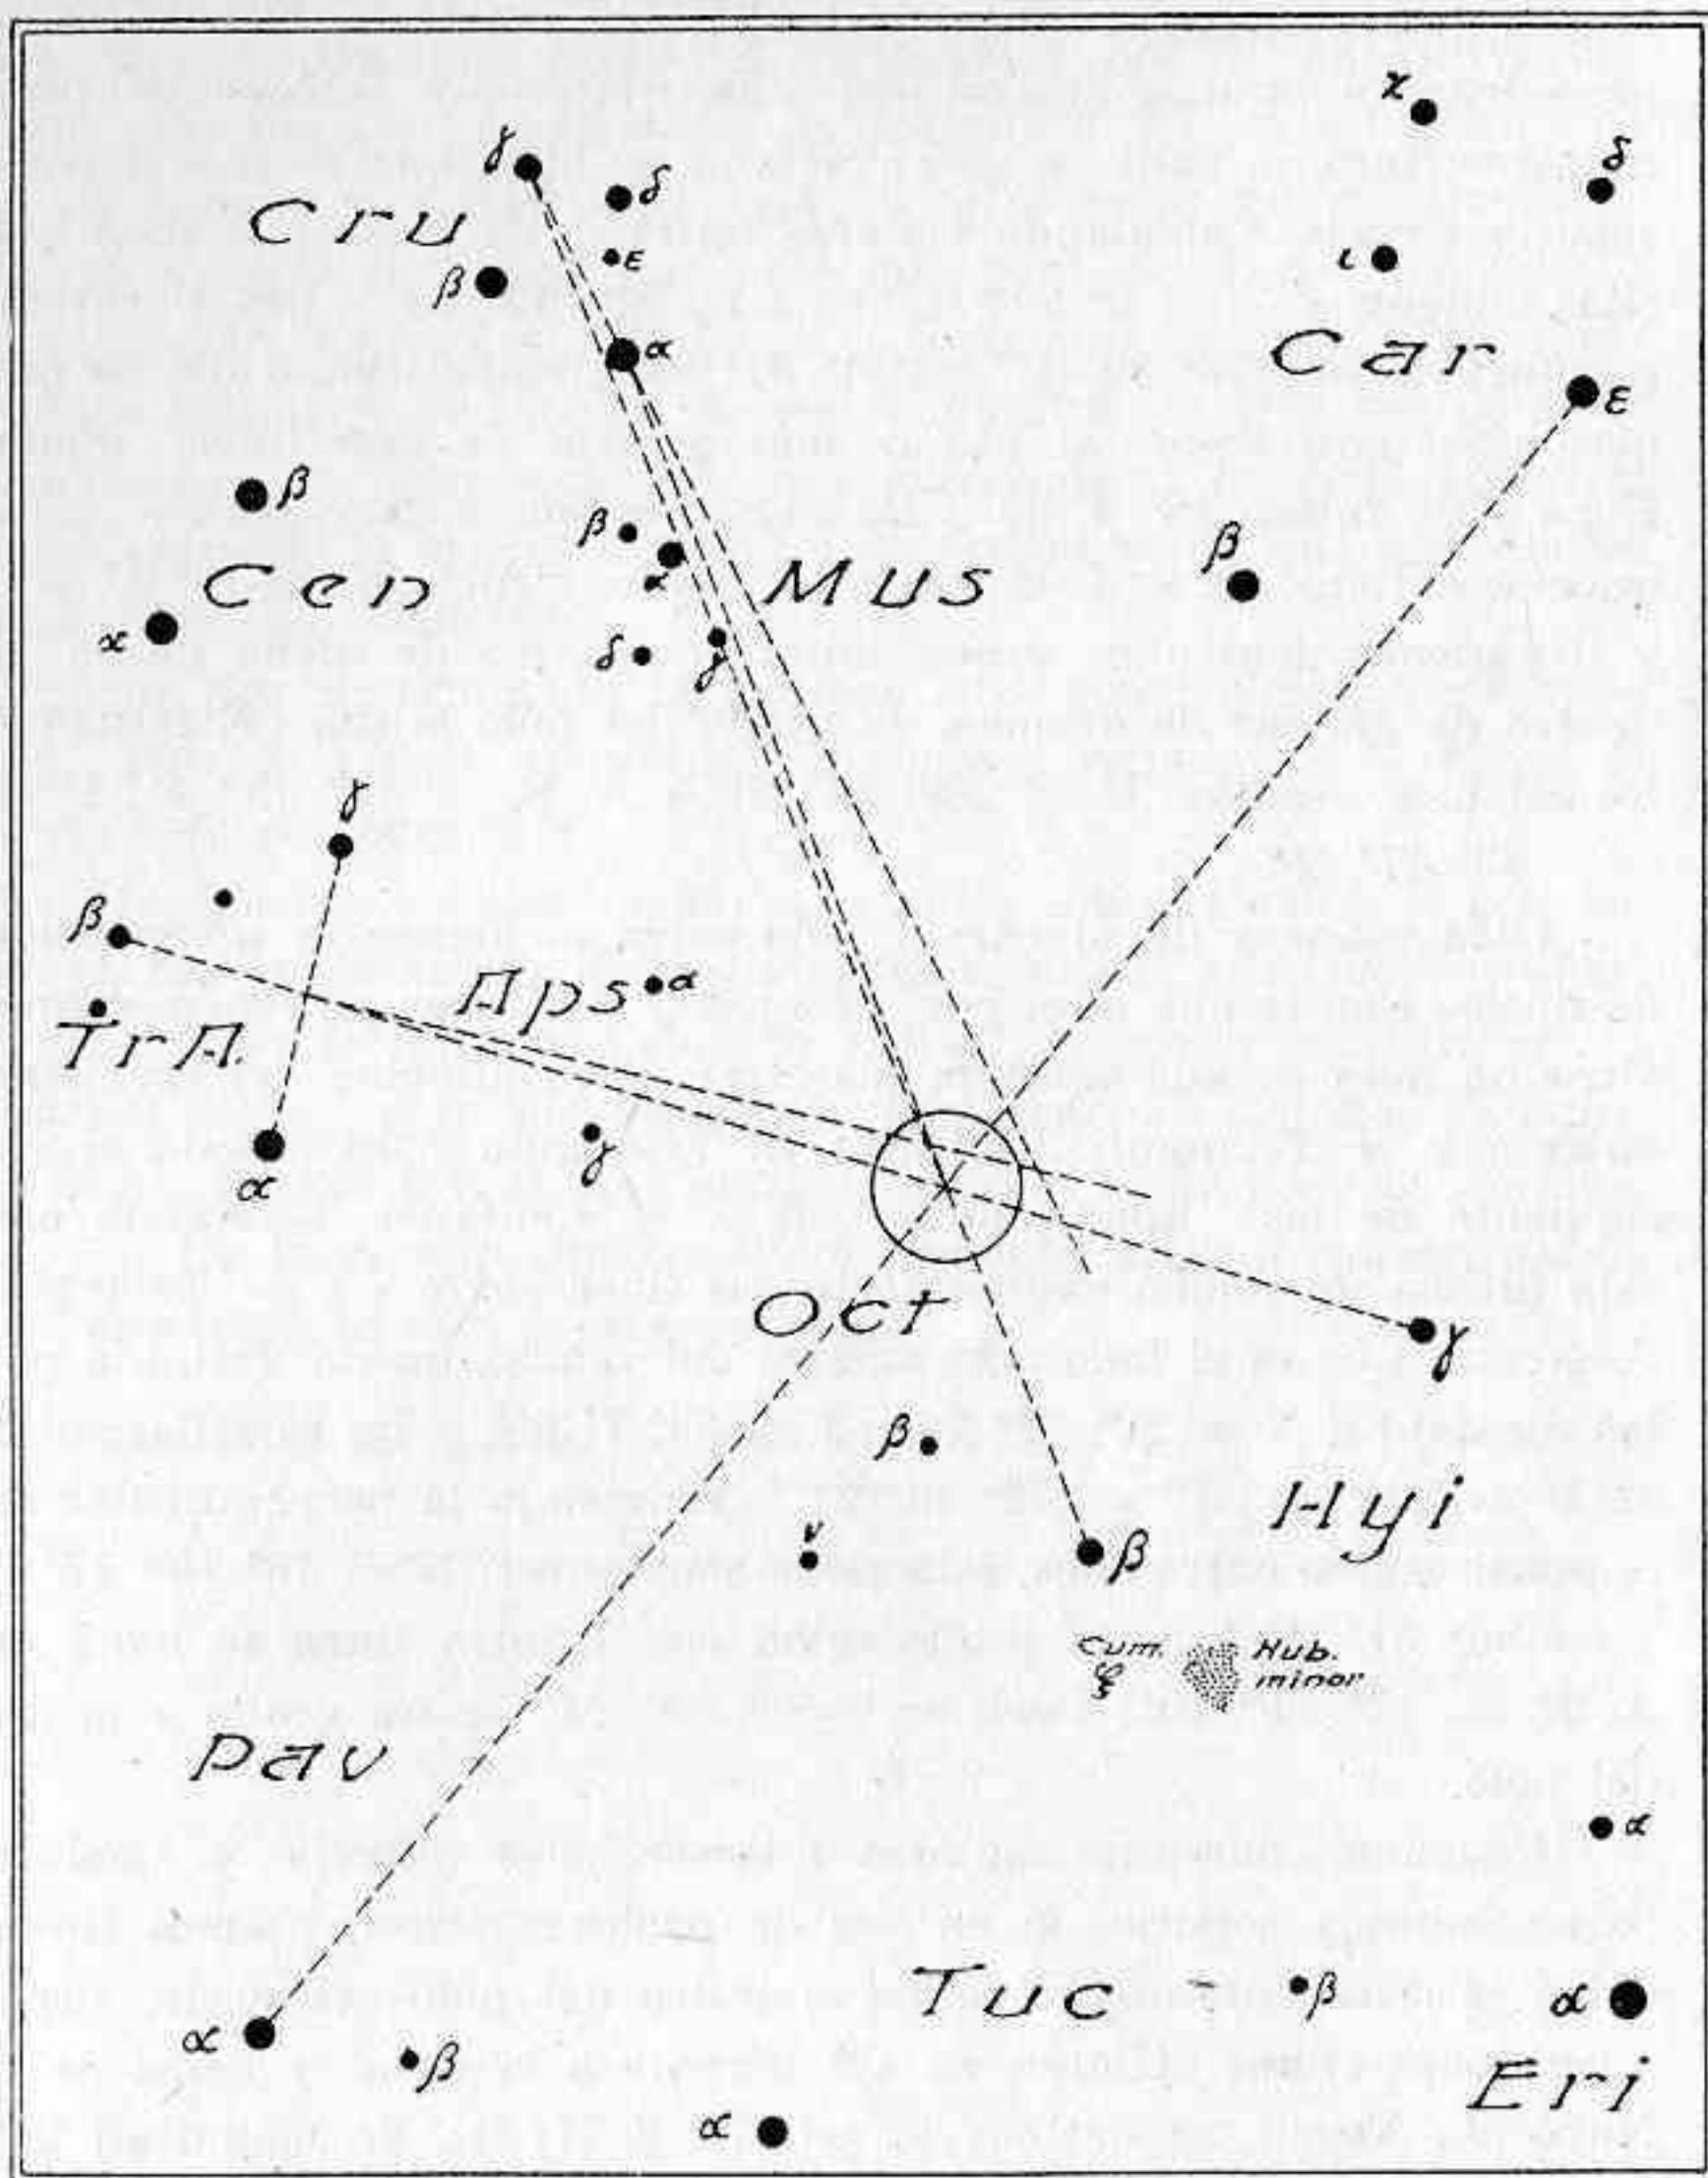 χ
γ
δ
δ
Cru
ε
ι
β
α
Car
ε
β
β
β
Cen
α
Mus
α
δ
γ
γ
β
Aps
α
TrA.
γ
α
Oct
γ
β
Hyi
ν
β
Cum.
ξ
Nub.
minor
Pav
α
Tuc
β
α
α
β
Eri
α